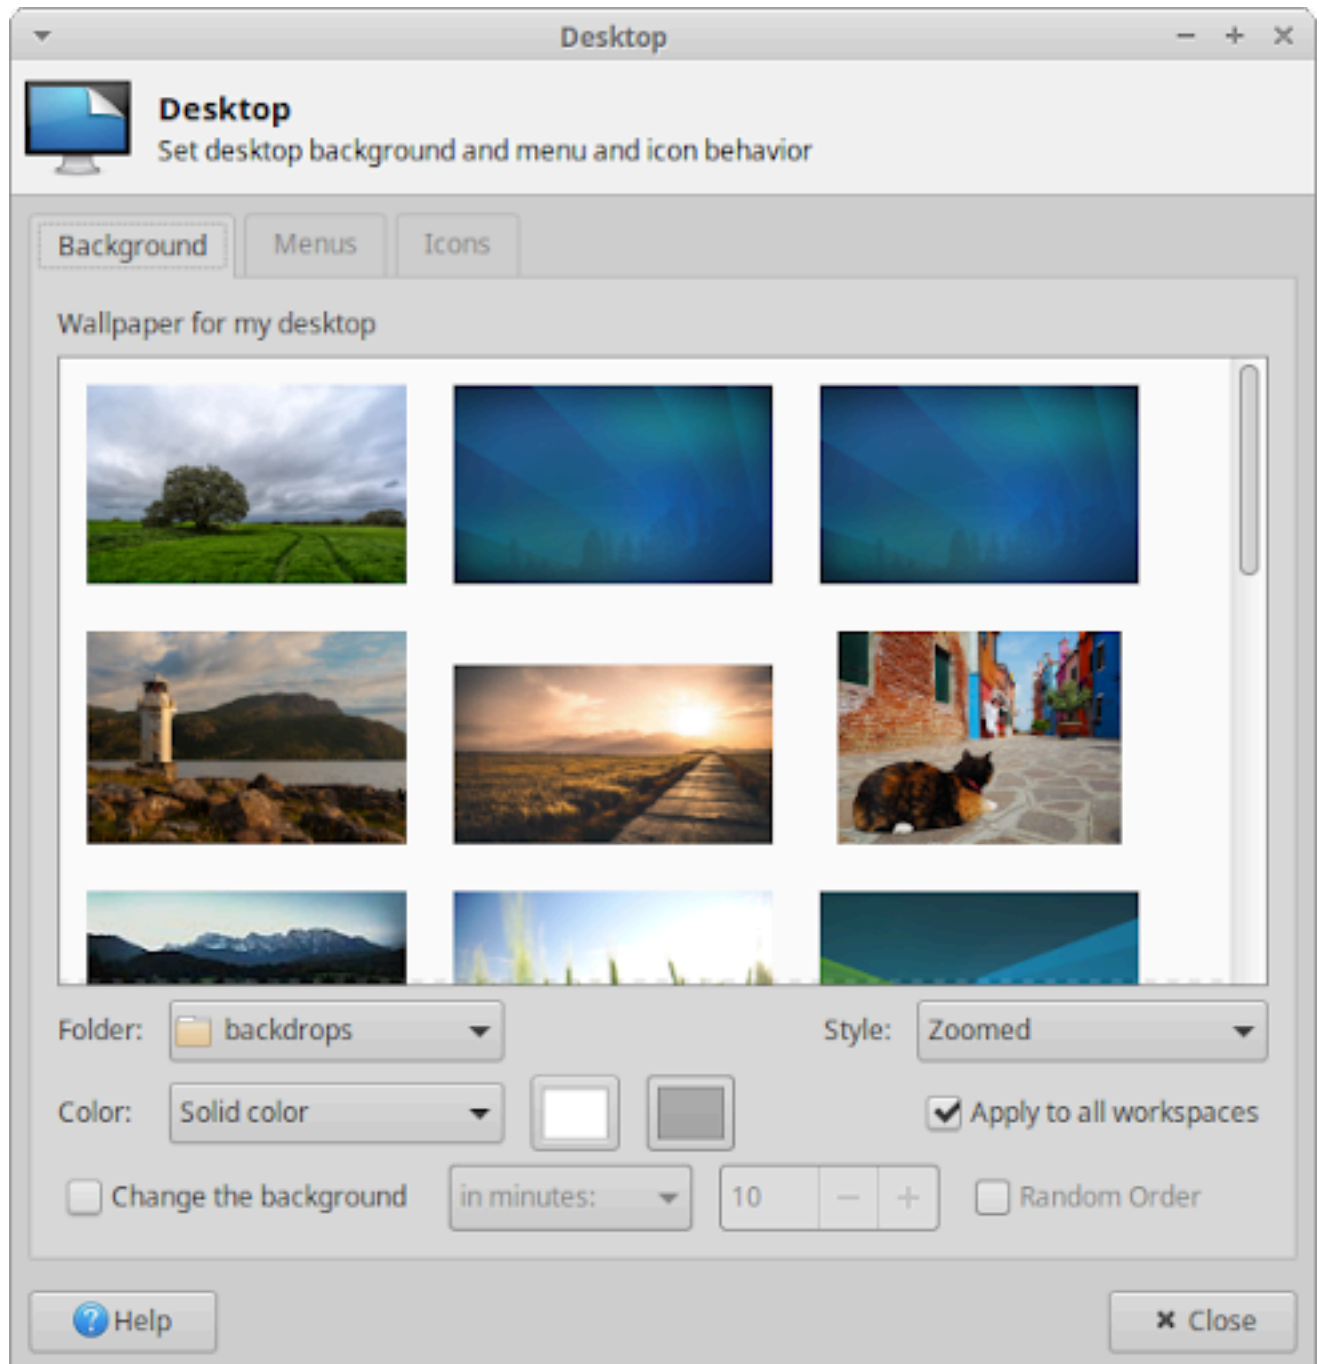 Desktop
Desktop
Set desktop background and menu and icon behavior
Background Menus Icons
Wallpaper for my desktop
Folder: backdrops Style: Zoomed
Color: Solid color Apply to all workspaces
Change the background in minutes: 10 Random Order
Help Close